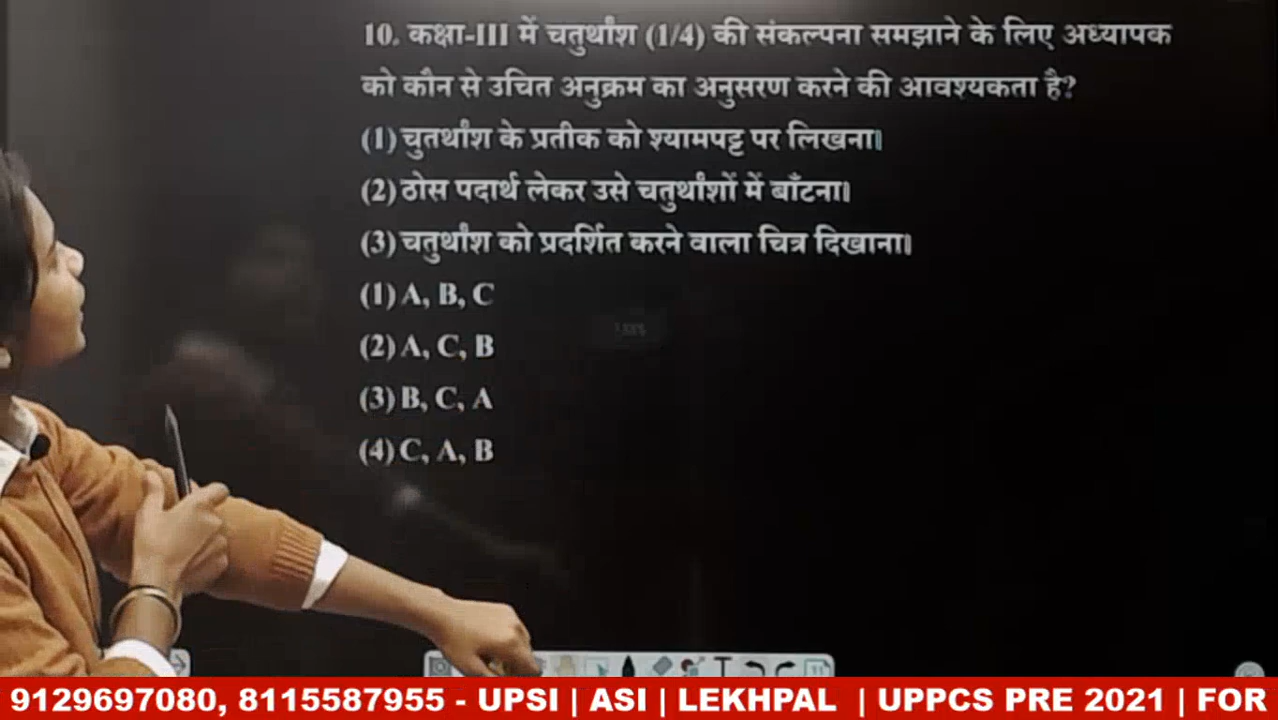 10. कक्षा-III में चतुर्थांश (1/4) की संकल्पना समझाने के लिए अध्यापक
को कौन से उचित अनुक्रम का अनुसरण करने की आवश्यकता है?
(1) चुतर्थांश के प्रतीक को श्यामपट्ट पर लिखना।
(2) ठोस पदार्थ लेकर उसे चतुर्थांशों में बाँटना।
(3) चतुर्थांश को प्रदर्शित करने वाला चित्र दिखाना।
(1) A, B, C
(2) A, C, B
(3) B, C, A
(4) C, A, B
9129697080, 8115587955 - UPSI | ASI | LEKHPAL | UPPCS PRE 2021 | FOR